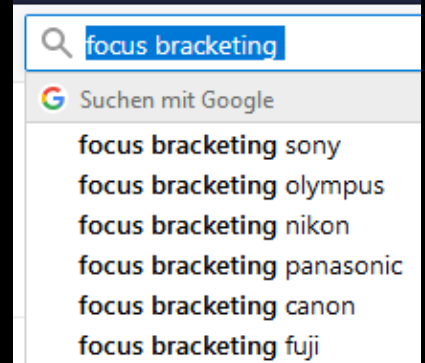 focus bracketing
Suchen mit Google
focus bracketing sony
focus bracketing olympus
focus bracketing nikon
focus bracketing panasonic
focus bracketing canon
focus bracketing fuji